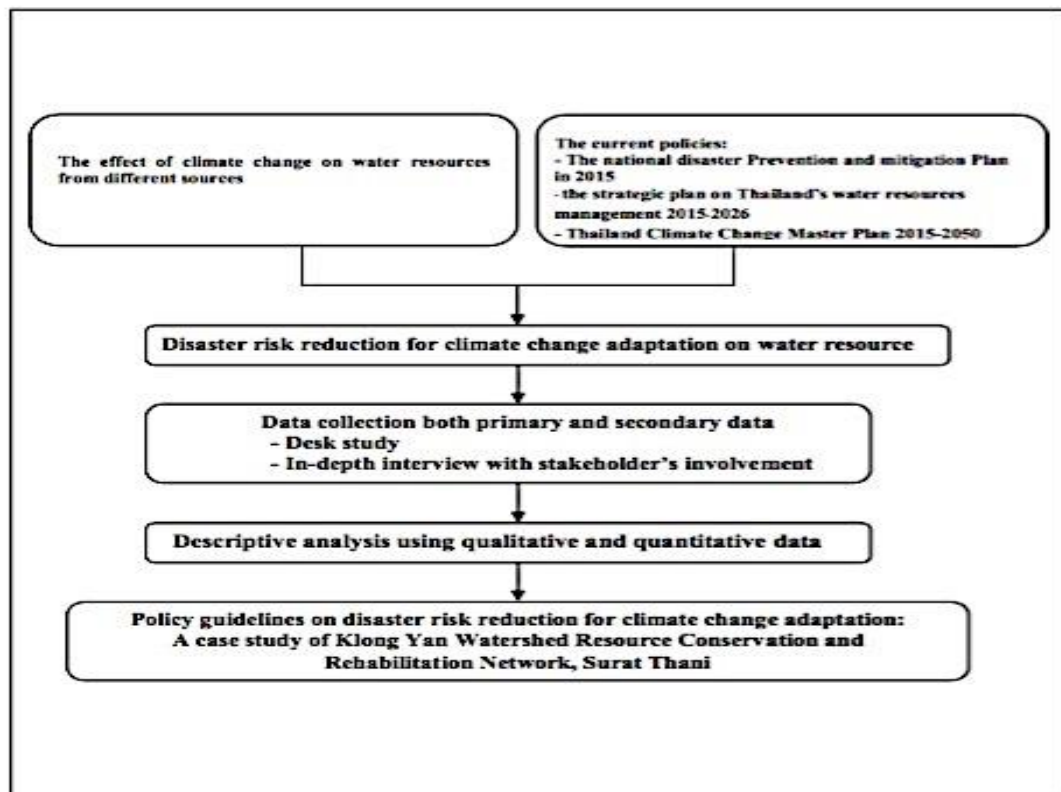 The effect of climate change on water resources
from different sources
The current policies:
- The national disaster Prevention and mitigation Plan
in 2015
- the strategic plan on Thailand's water resources
management 2015-2026
- Thailand Climate Change Master Plan 2015-2050
Disaster risk reduction for climate change adaptation on water resource
Data collection both primary and secondary data
- Desk study
- In-depth interview with stakeholder's involvement
Descriptive analysis using qualitative and quantitative data
Policy guidelines on disaster risk reduction for climate change adaptation:
A case study of Klong Yan Watershed Resource Conservation and
Rehabilitation Network, Surat Thani